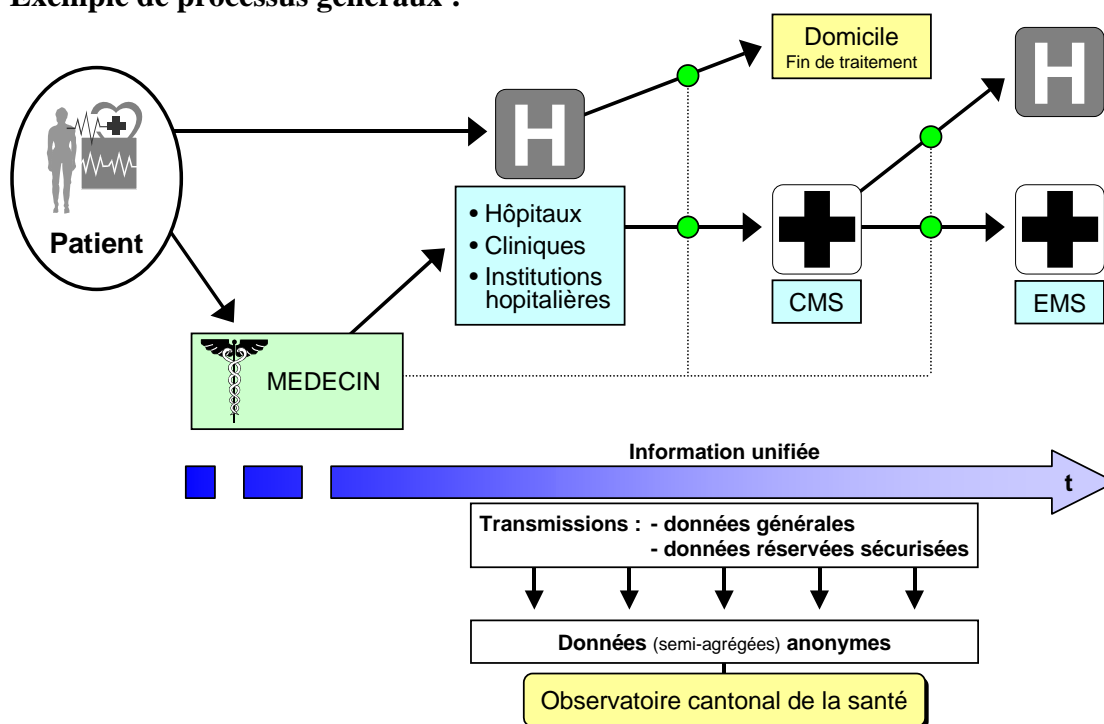 Exemple de processus généraux :
Domicile
Fin de traitement
H
H
Patient
• Hôpitaux
• Cliniques
• Institutions
hopitalières
CMS
EMS
MEDECIN
Information unifiée
t
Transmissions : - données générales
- données réservées sécurisées
Données (semi-agrégées) anonymes
Observatoire cantonal de la santé